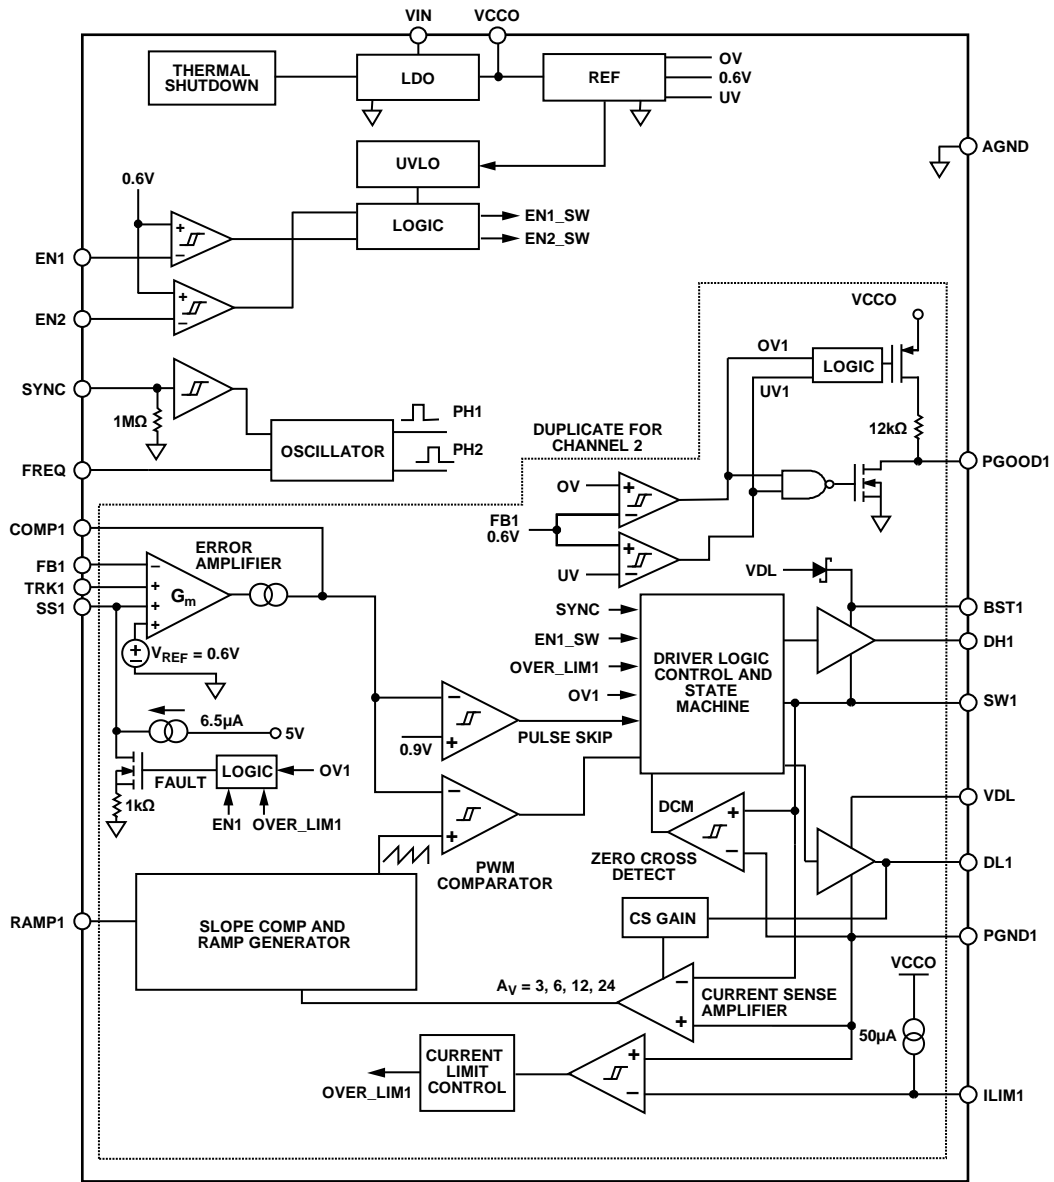 VIN
VCCO
THERMAL
SHUTDOWN
LDO
REF
OV
0.6V
UV
AGND
UVLO
0.6V
LOGIC
EN1_SW
EN2_SW
+
–
EN1
+
–
EN2
VCCO
OV1
LOGIC
UV1
SYNC
1MΩ
PH1
12kΩ
OSCILLATOR
PH2
DUPLICATE FOR
CHANNEL 2
FREQ
PGOOD1
OV
+
–
FB1
0.6V
+
–
UV
COMP1
ERROR
AMPLIFIER
FB1
TRK1
SS1
–
+
+
+
Gm
VREF = 0.6V
+
–
VDL
BST1
SYNC
EN1_SW
OVER_LIM1
OV1
DRIVER LOGIC
CONTROL AND
STATE
MACHINE
DH1
SW1
–
0.9V
+
PULSE SKIP
6.5µA
5V
LOGIC
OV1
FAULT
1kΩ
EN1
OVER_LIM1
–
+
PWM
COMPARATOR
DCM
+
–
ZERO CROSS
DETECT
VDL
DL1
RAMP1
SLOPE COMP AND
RAMP GENERATOR
CS GAIN
PGND1
AV = 3, 6, 12, 24
–
+
CURRENT SENSE
AMPLIFIER
VCCO
50µA
OVER_LIM1
CURRENT
LIMIT
CONTROL
+
–
ILIM1